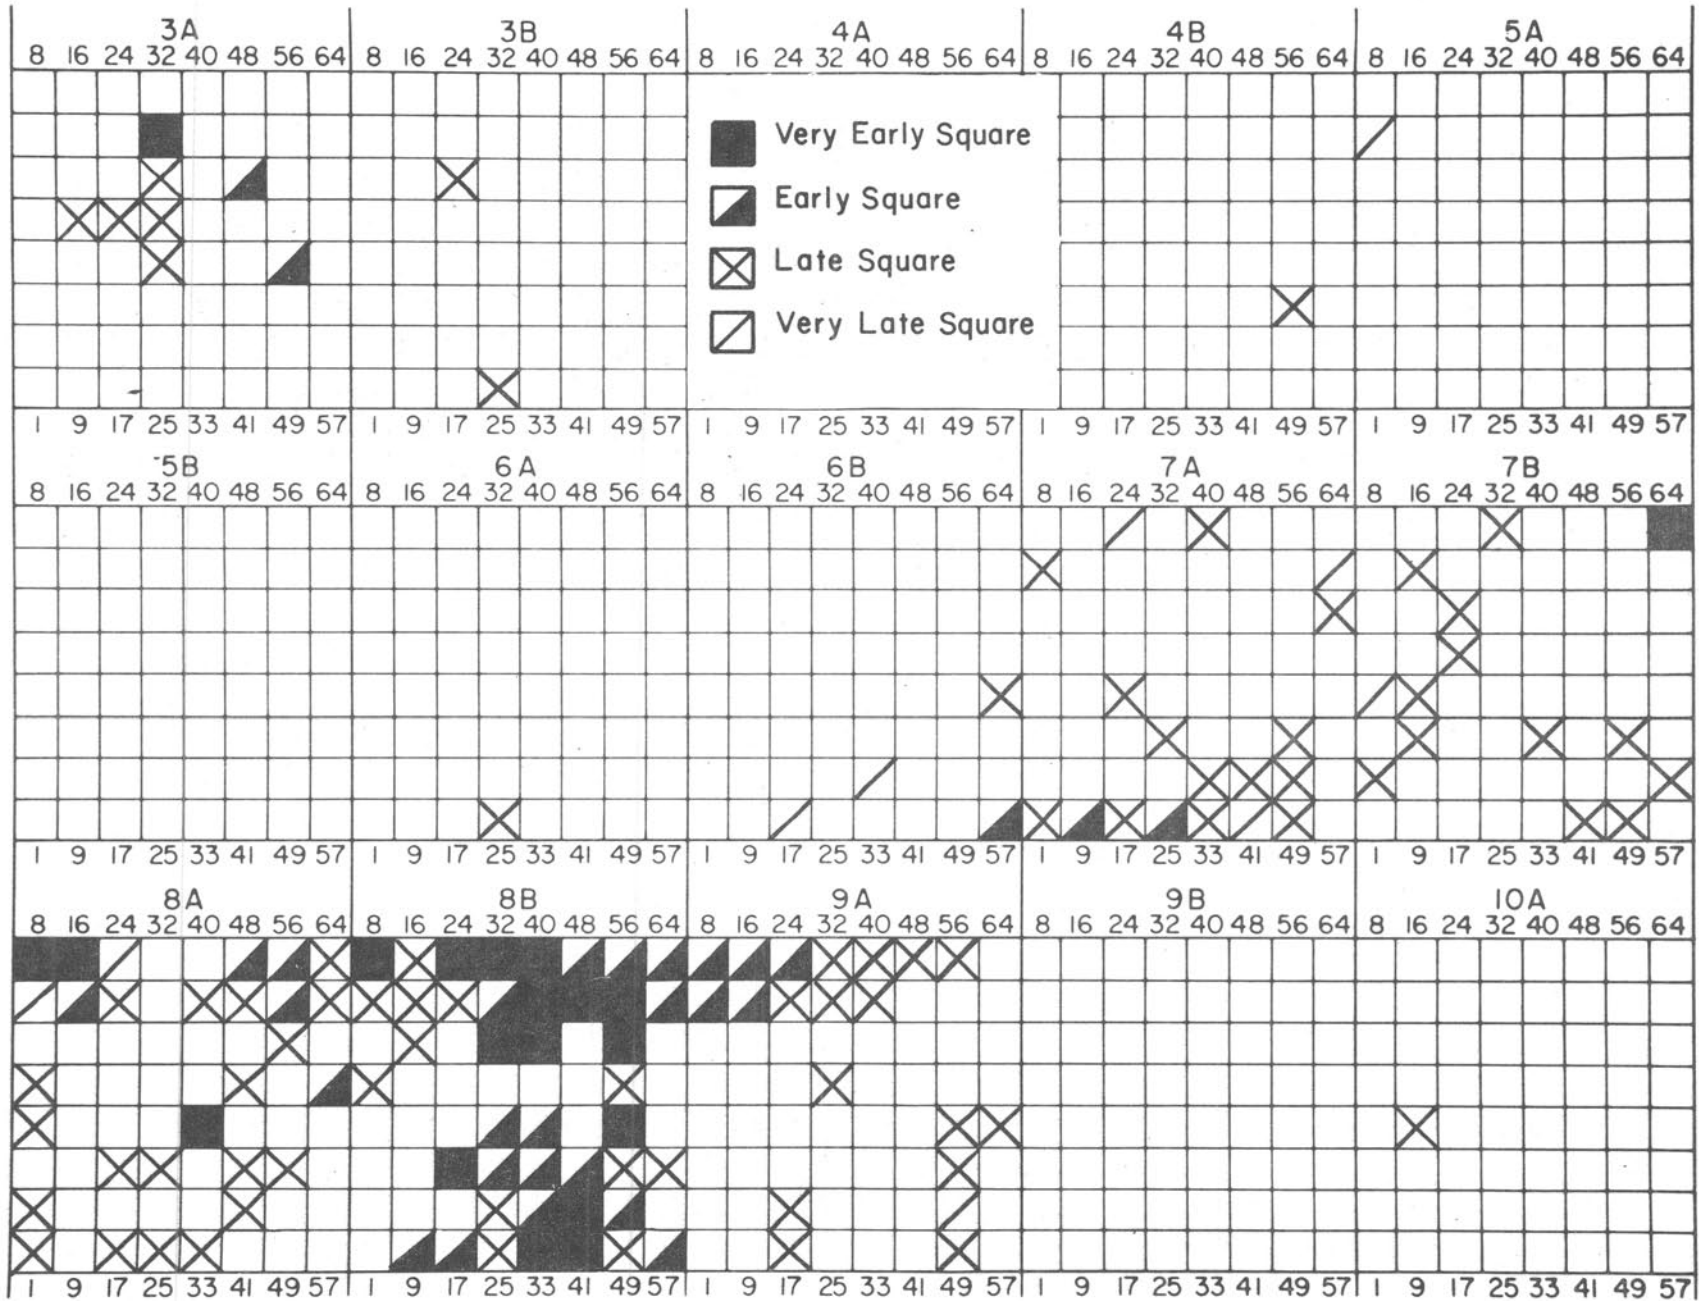 3A 3B 4A 4B 5A
8 16 24 32 40 48 56 64 8 16 24 32 40 48 56 64 8 16 24 32 40 48 56 64 8 16 24 32 40 48 56 64 8 16 24 32 40 48 56 64
Very Early Square
Early Square
Late Square
Very Late Square
1 9 17 25 33 41 49 57 1 9 17 25 33 41 49 57 1 9 17 25 33 41 49 57 1 9 17 25 33 41 49 57 1 9 17 25 33 41 49 57
5B 6A 6B 7A 7B
8 16 24 32 40 48 56 64 8 16 24 32 40 48 56 64 8 16 24 32 40 48 56 64 8 16 24 32 40 48 56 64 8 16 24 32 40 48 56 64
1 9 17 25 33 41 49 57 1 9 17 25 33 41 49 57 1 9 17 25 33 41 49 57 1 9 17 25 33 41 49 57 1 9 17 25 33 41 49 57
8A 8B 9A 9B 10A
8 16 24 32 40 48 56 64 8 16 24 32 40 48 56 64 8 16 24 32 40 48 56 64 8 16 24 32 40 48 56 64 8 16 24 32 40 48 56 64
1 9 17 25 33 41 49 57 1 9 17 25 33 41 49 57 1 9 17 25 33 41 49 57 1 9 17 25 33 41 49 57 1 9 17 25 33 41 49 57